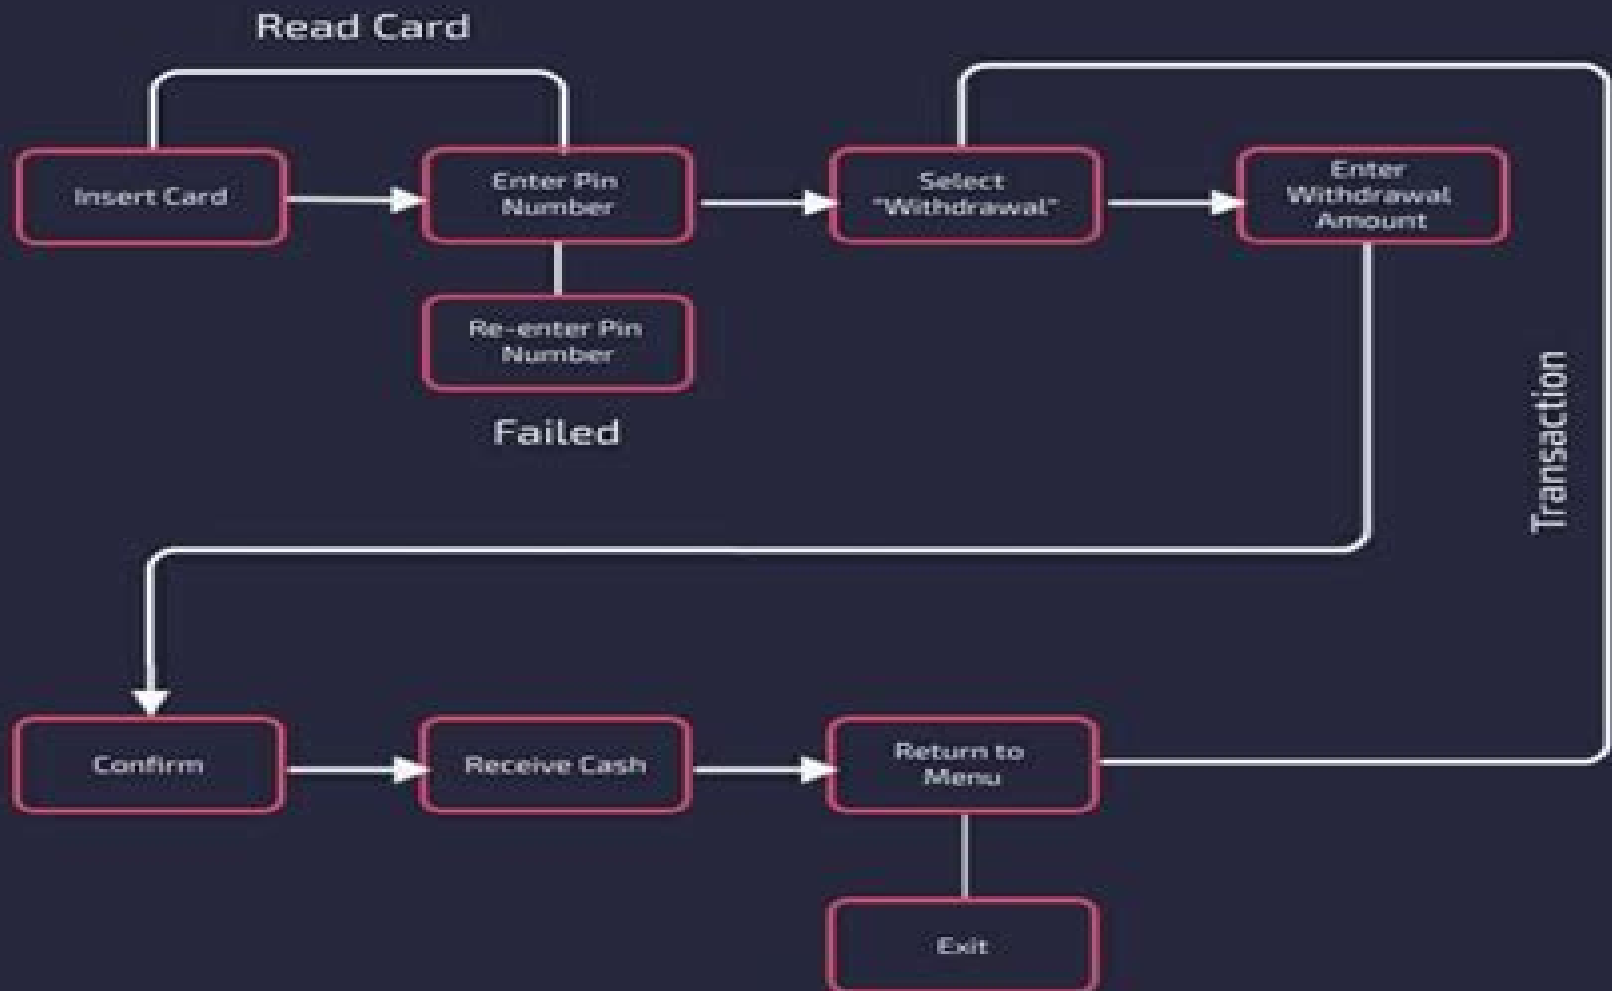 Read Card
Insert Card
Enter Pin
Number
Select
"Withdrawal"
Enter
Withdrawal
Amount
Re-enter Pin
Number
Failed
Transaction
Confirm
Receive Cash
Return to
Menu
Exit